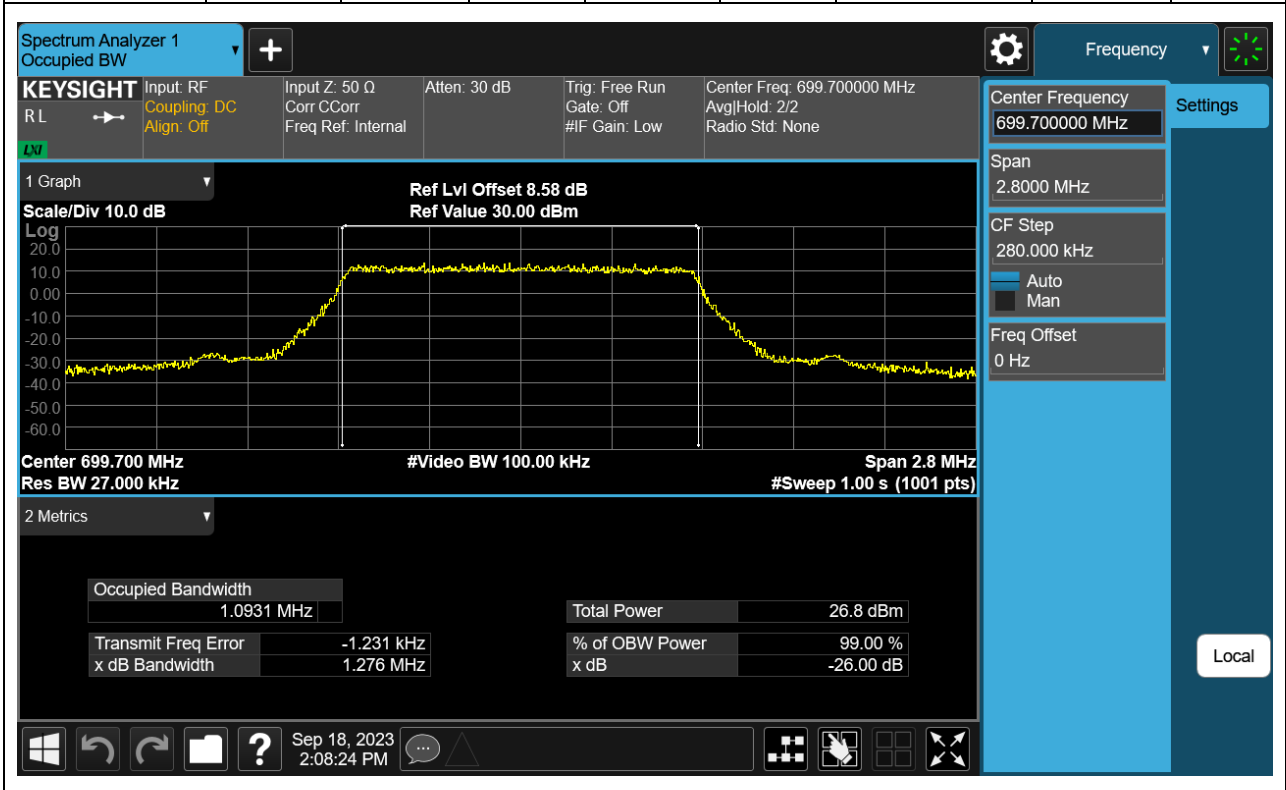 Spectrum Analyzer 1
Occupied BW
Frequency
KEYSIGHT
R L
LXI
Input: RF
Coupling: DC
Align: Off
Input Z: 50 Ω
Corr CCorr
Freq Ref: Internal
Atten: 30 dB
Trig: Free Run
Gate: Off
#IF Gain: Low
Center Freq: 699.700000 MHz
Avg|Hold: 2/2
Radio Std: None
Center Frequency
699.700000 MHz
Settings
Span
2.8000 MHz
CF Step
280.000 kHz
Auto
Man
Freq Offset
0 Hz
Local
1 Graph
Scale/Div 10.0 dB
Ref Lvl Offset 8.58 dB
Ref Value 30.00 dBm
Log
20.0
10.0
0.00
-10.0
-20.0
-30.0
-40.0
-50.0
-60.0
Center 699.700 MHz
#Video BW 100.00 kHz
Span 2.8 MHz
Res BW 27.000 kHz
#Sweep 1.00 s (1001 pts)
2 Metrics
Occupied Bandwidth
1.0931 MHz
Total Power 26.8 dBm
Transmit Freq Error -1.231 kHz
% of OBW Power 99.00 %
x dB Bandwidth 1.276 MHz
x dB -26.00 dB
?
Sep 18, 2023
2:08:24 PM